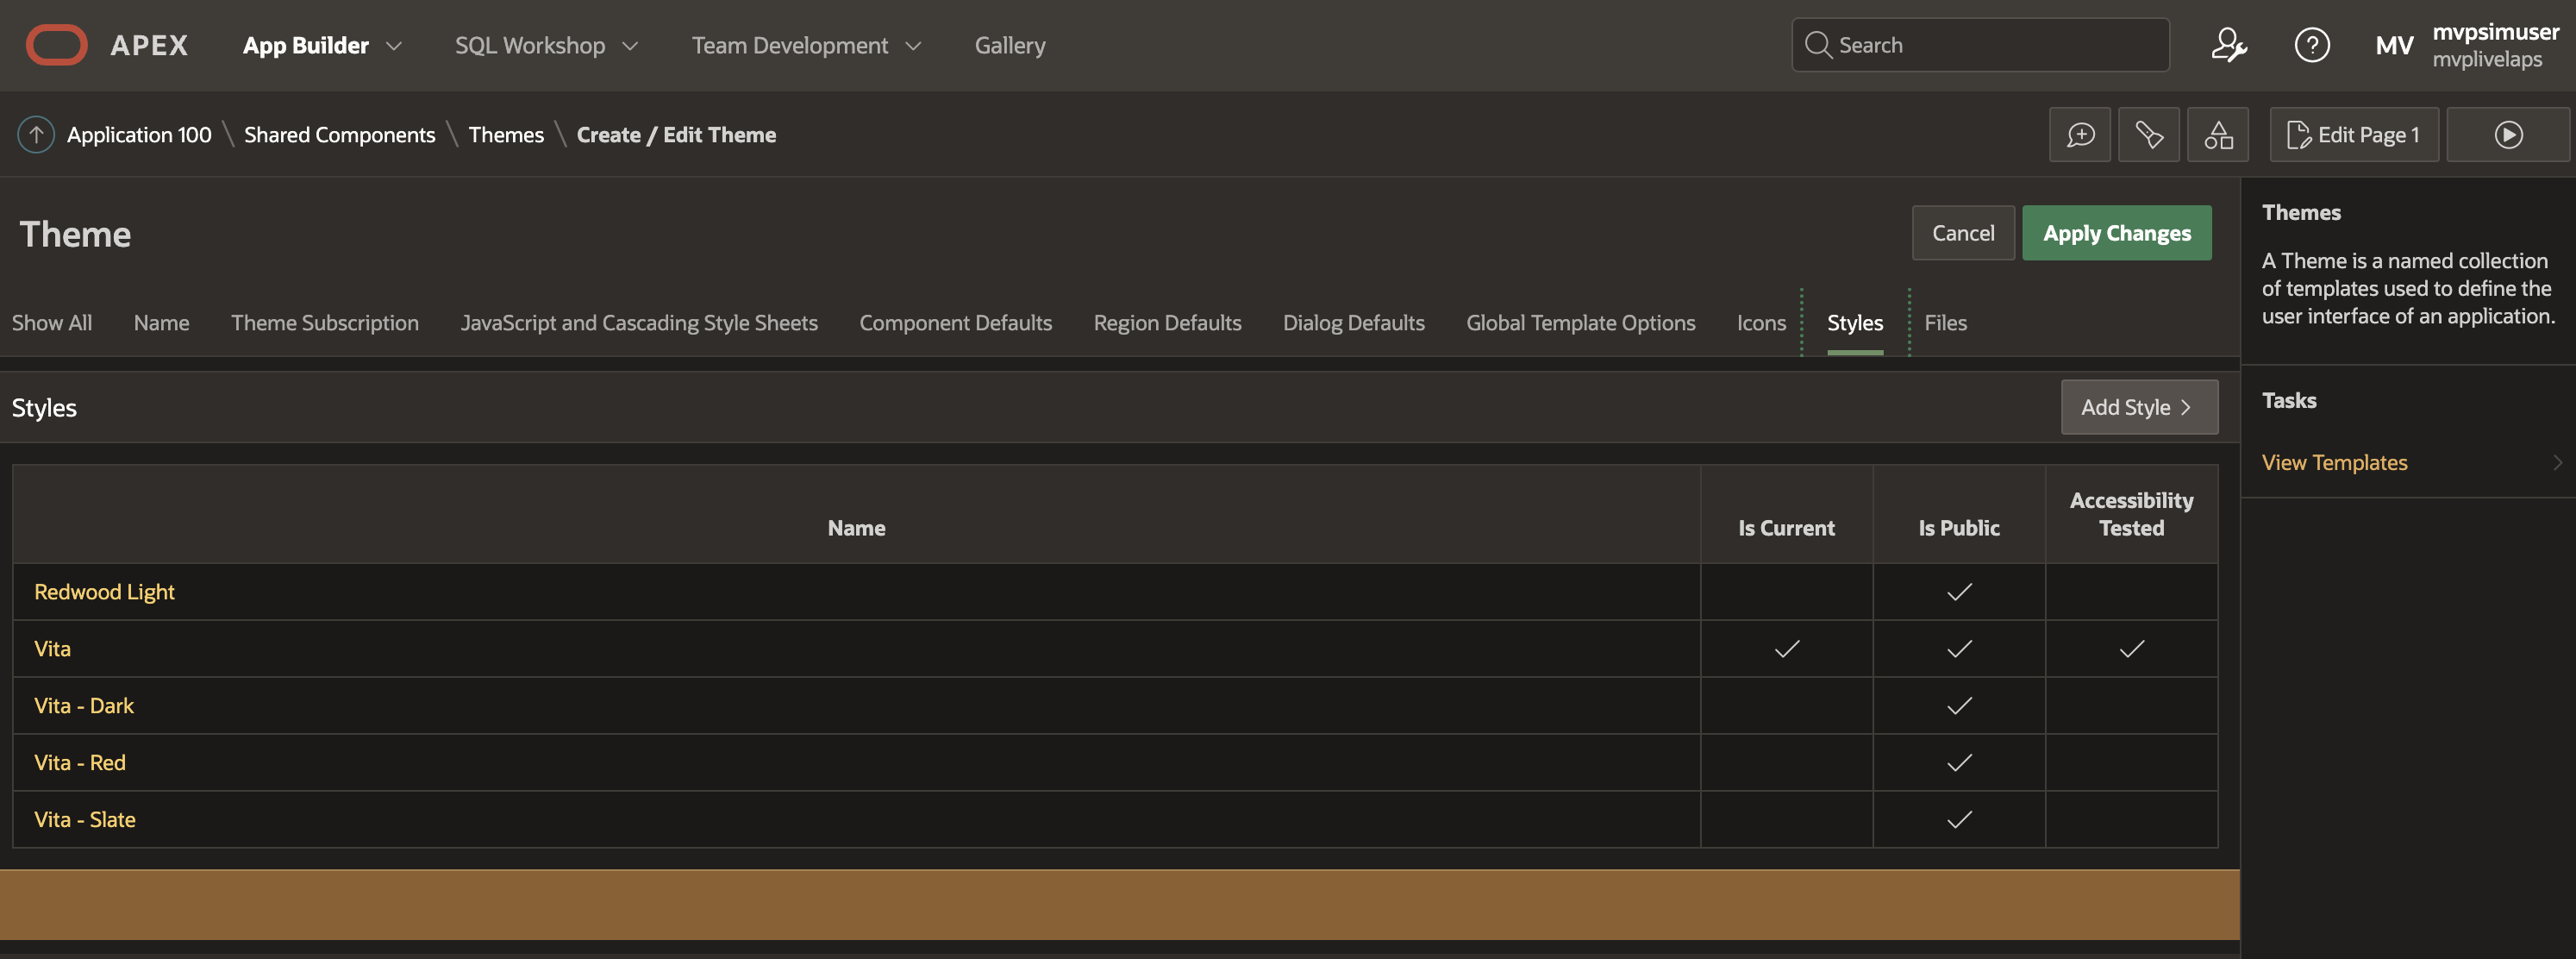 APEX
App Builder
SQL Workshop
Team Development
Gallery
Search
MV
mvpsimuser
mvplivelaps
Application 100 \ Shared Components \ Themes \ Create / Edit Theme
Edit Page 1
Theme
Cancel
Apply Changes
Show All
Name
Theme Subscription
JavaScript and Cascading Style Sheets
Component Defaults
Region Defaults
Dialog Defaults
Global Template Options
Icons
Styles
Files
Styles
Add Style
Name
Is Current
Is Public
Accessibility
Tested
Redwood Light
Vita
Vita - Dark
Vita - Red
Vita - Slate
Themes
A Theme is a named collection
of templates used to define the
user interface of an application.
Tasks
View Templates